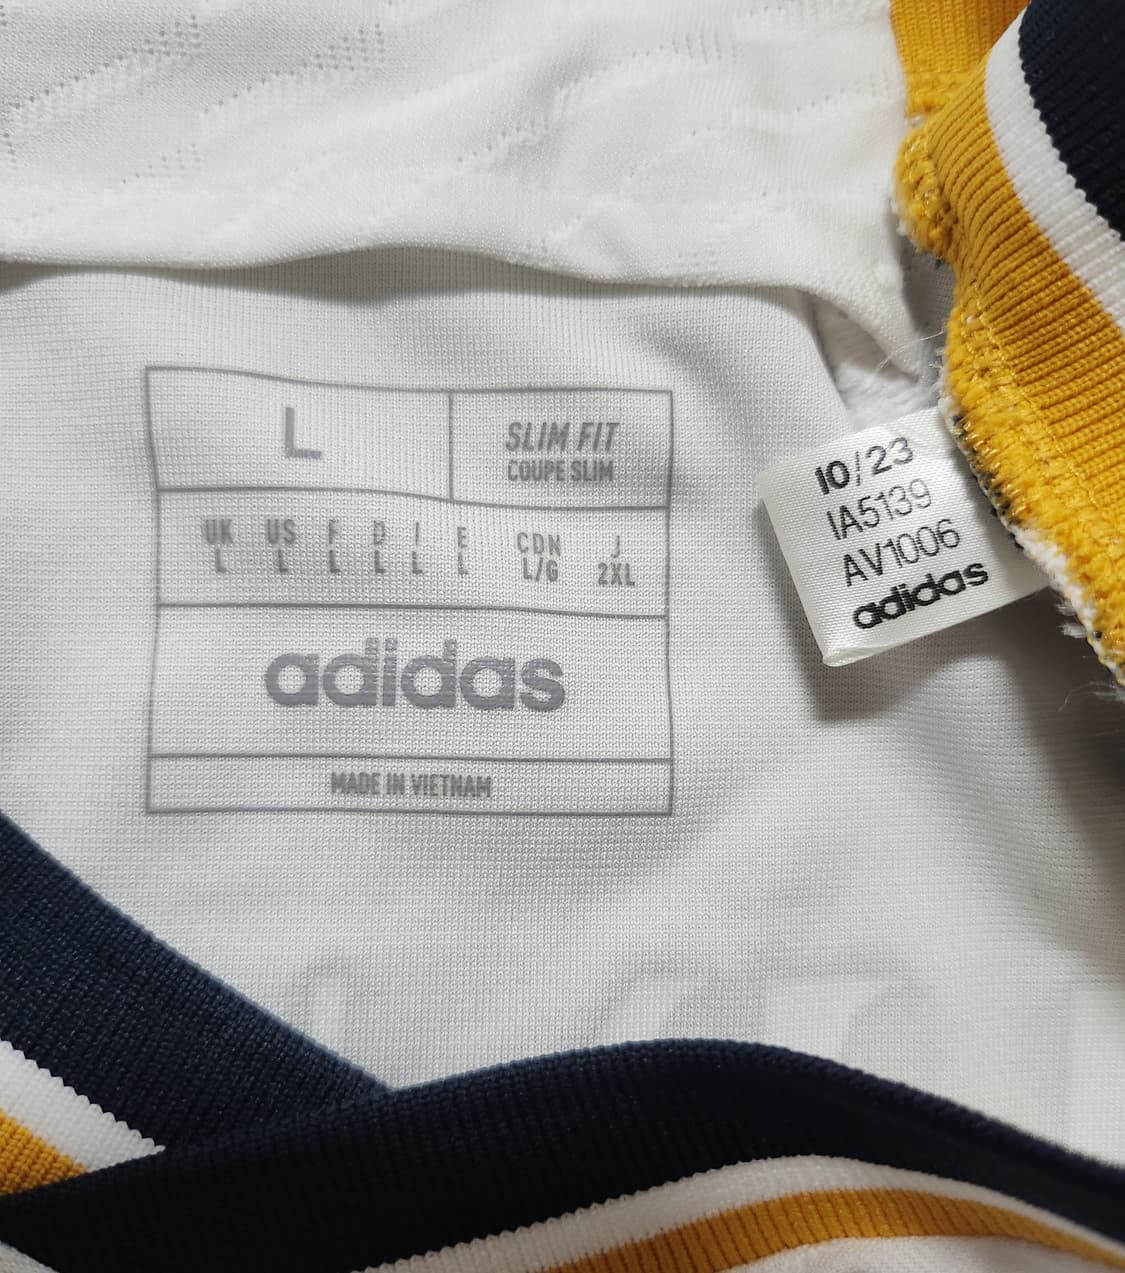 L
SLIM FIT
COUPE SLIM
UK US F D I E CDN J
L L L L L L L/G 2XL
adidas
MADE IN VIETNAM
10/23
IA5139
AV1006
adidas